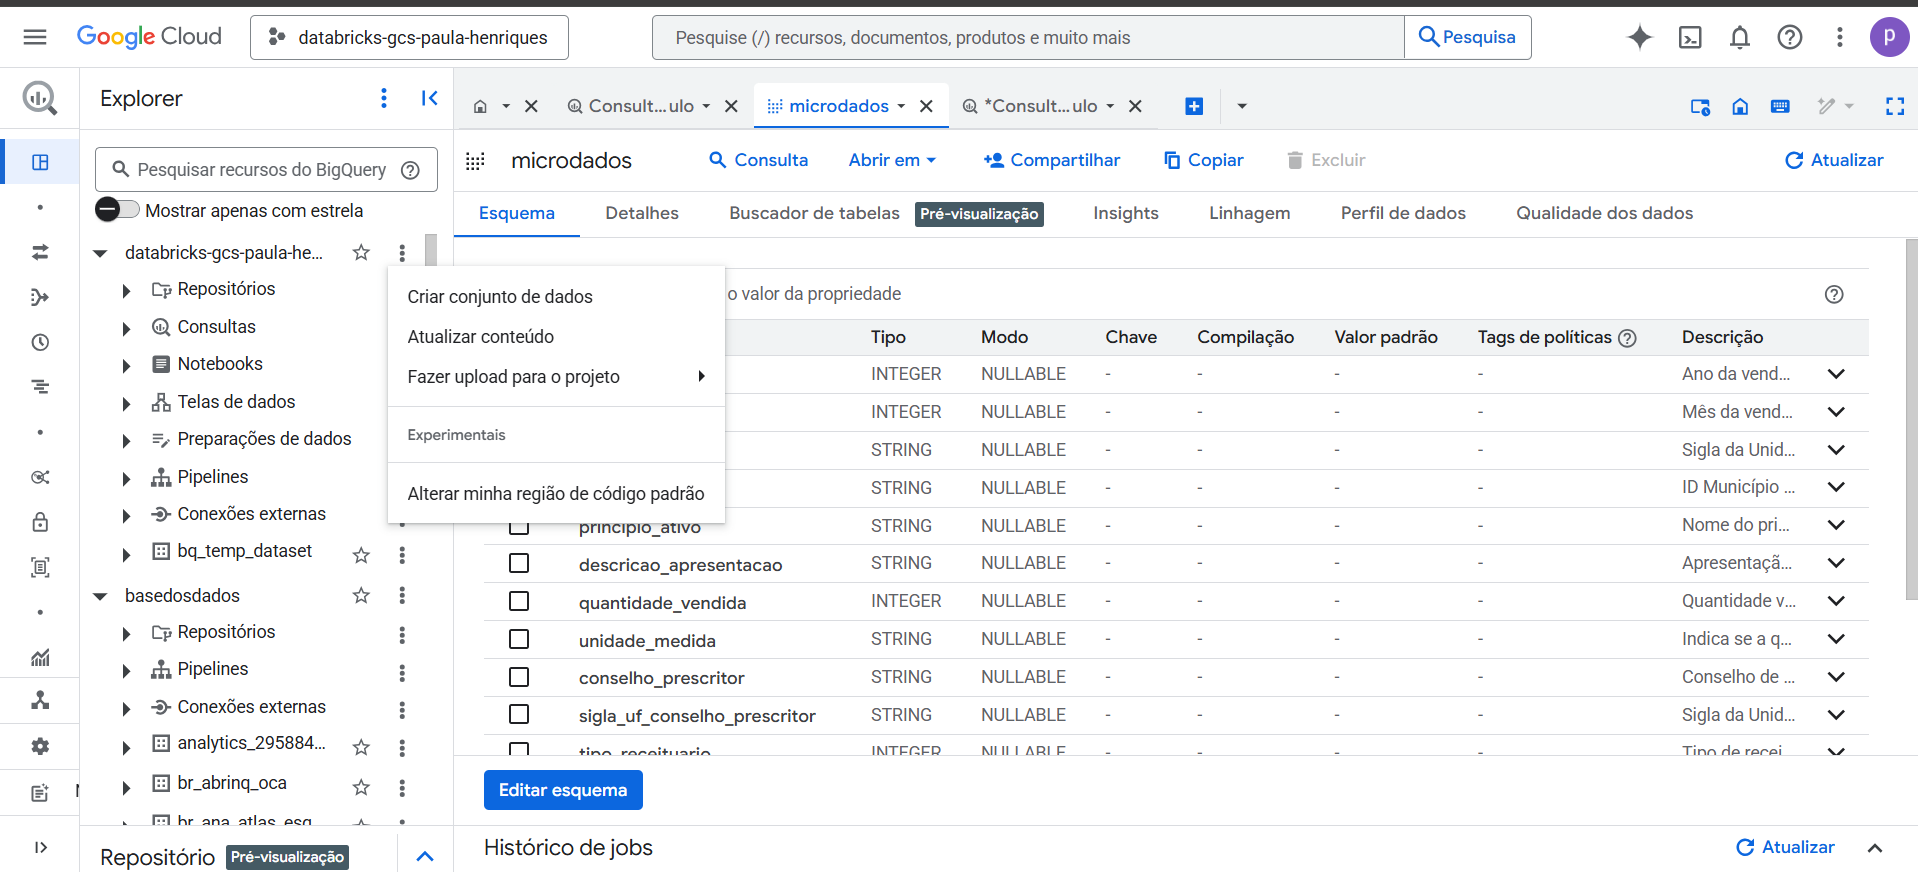 Google Cloud
databricks-gcs-paula-henriques
Pesquise (/) recursos, documentos, produtos e muito mais
Pesquisa
p
Explorer
Consult...ulo
microdados
*Consult...ulo
Pesquisar recursos do BigQuery
Mostrar apenas com estrela
microdados
Consulta
Abrir em
Compartilhar
Copiar
Excluir
Atualizar
Esquema
Detalhes
Buscador de tabelas
Pré-visualização
Insights
Linhagem
Perfil de dados
Qualidade dos dados
databricks-gcs-paula-he...
Repositórios
Consultas
Notebooks
Telas de dados
Preparações de dados
Pipelines
Conexões externas
bq_temp_dataset
basedosdados
Repositórios
Pipelines
Conexões externas
analytics_295884...
br_abrinq_oca
br_ana_atlas_esg
Repositório
Pré-visualização
Criar conjunto de dados
Atualizar conteúdo
Fazer upload para o projeto
Experimentais
Alterar minha região de código padrão
o valor da propriedade
Tipo Modo Chave Compilação Valor padrão Tags de políticas Descrição
INTEGER NULLABLE - - - - Ano da vend...
INTEGER NULLABLE - - - - Mês da vend...
STRING NULLABLE - - - - Sigla da Unid...
STRING NULLABLE - - - - ID Município ...
principio_ativo STRING NULLABLE - - - - Nome do pri...
descricao_apresentacao STRING NULLABLE - - - - Apresentaçã...
quantidade_vendida INTEGER NULLABLE - - - - Quantidade v...
unidade_medida STRING NULLABLE - - - - Indica se a q...
conselho_prescritor STRING NULLABLE - - - - Conselho de ...
sigla_uf_conselho_prescritor STRING NULLABLE - - - - Sigla da Unid...
tipo_receituario INTEGER NULLABLE - - - - Tipo de recei
Editar esquema
Histórico de jobs
Atualizar